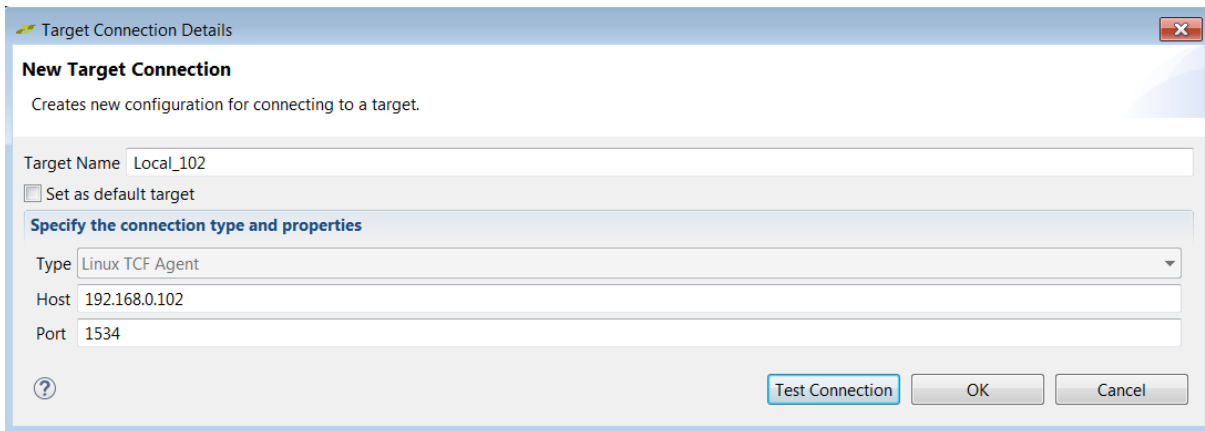 Target Connection Details
New Target Connection
Creates new configuration for connecting to a target.
Target Name Local_102
Set as default target
Specify the connection type and properties
Type Linux TCF Agent
Host 192.168.0.102
Port 1534
? Test Connection OK Cancel